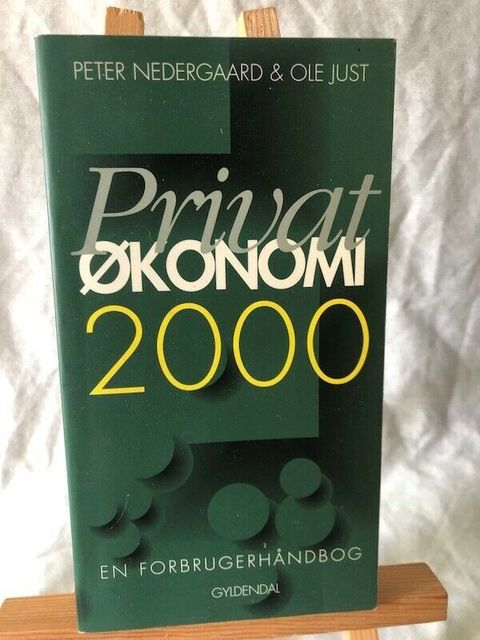 PETER NEDERGAARD & OLE JUST
Privat
ØKONOMI
2000
EN FORBRUGERHÅNDBOG
GYLDENDAL